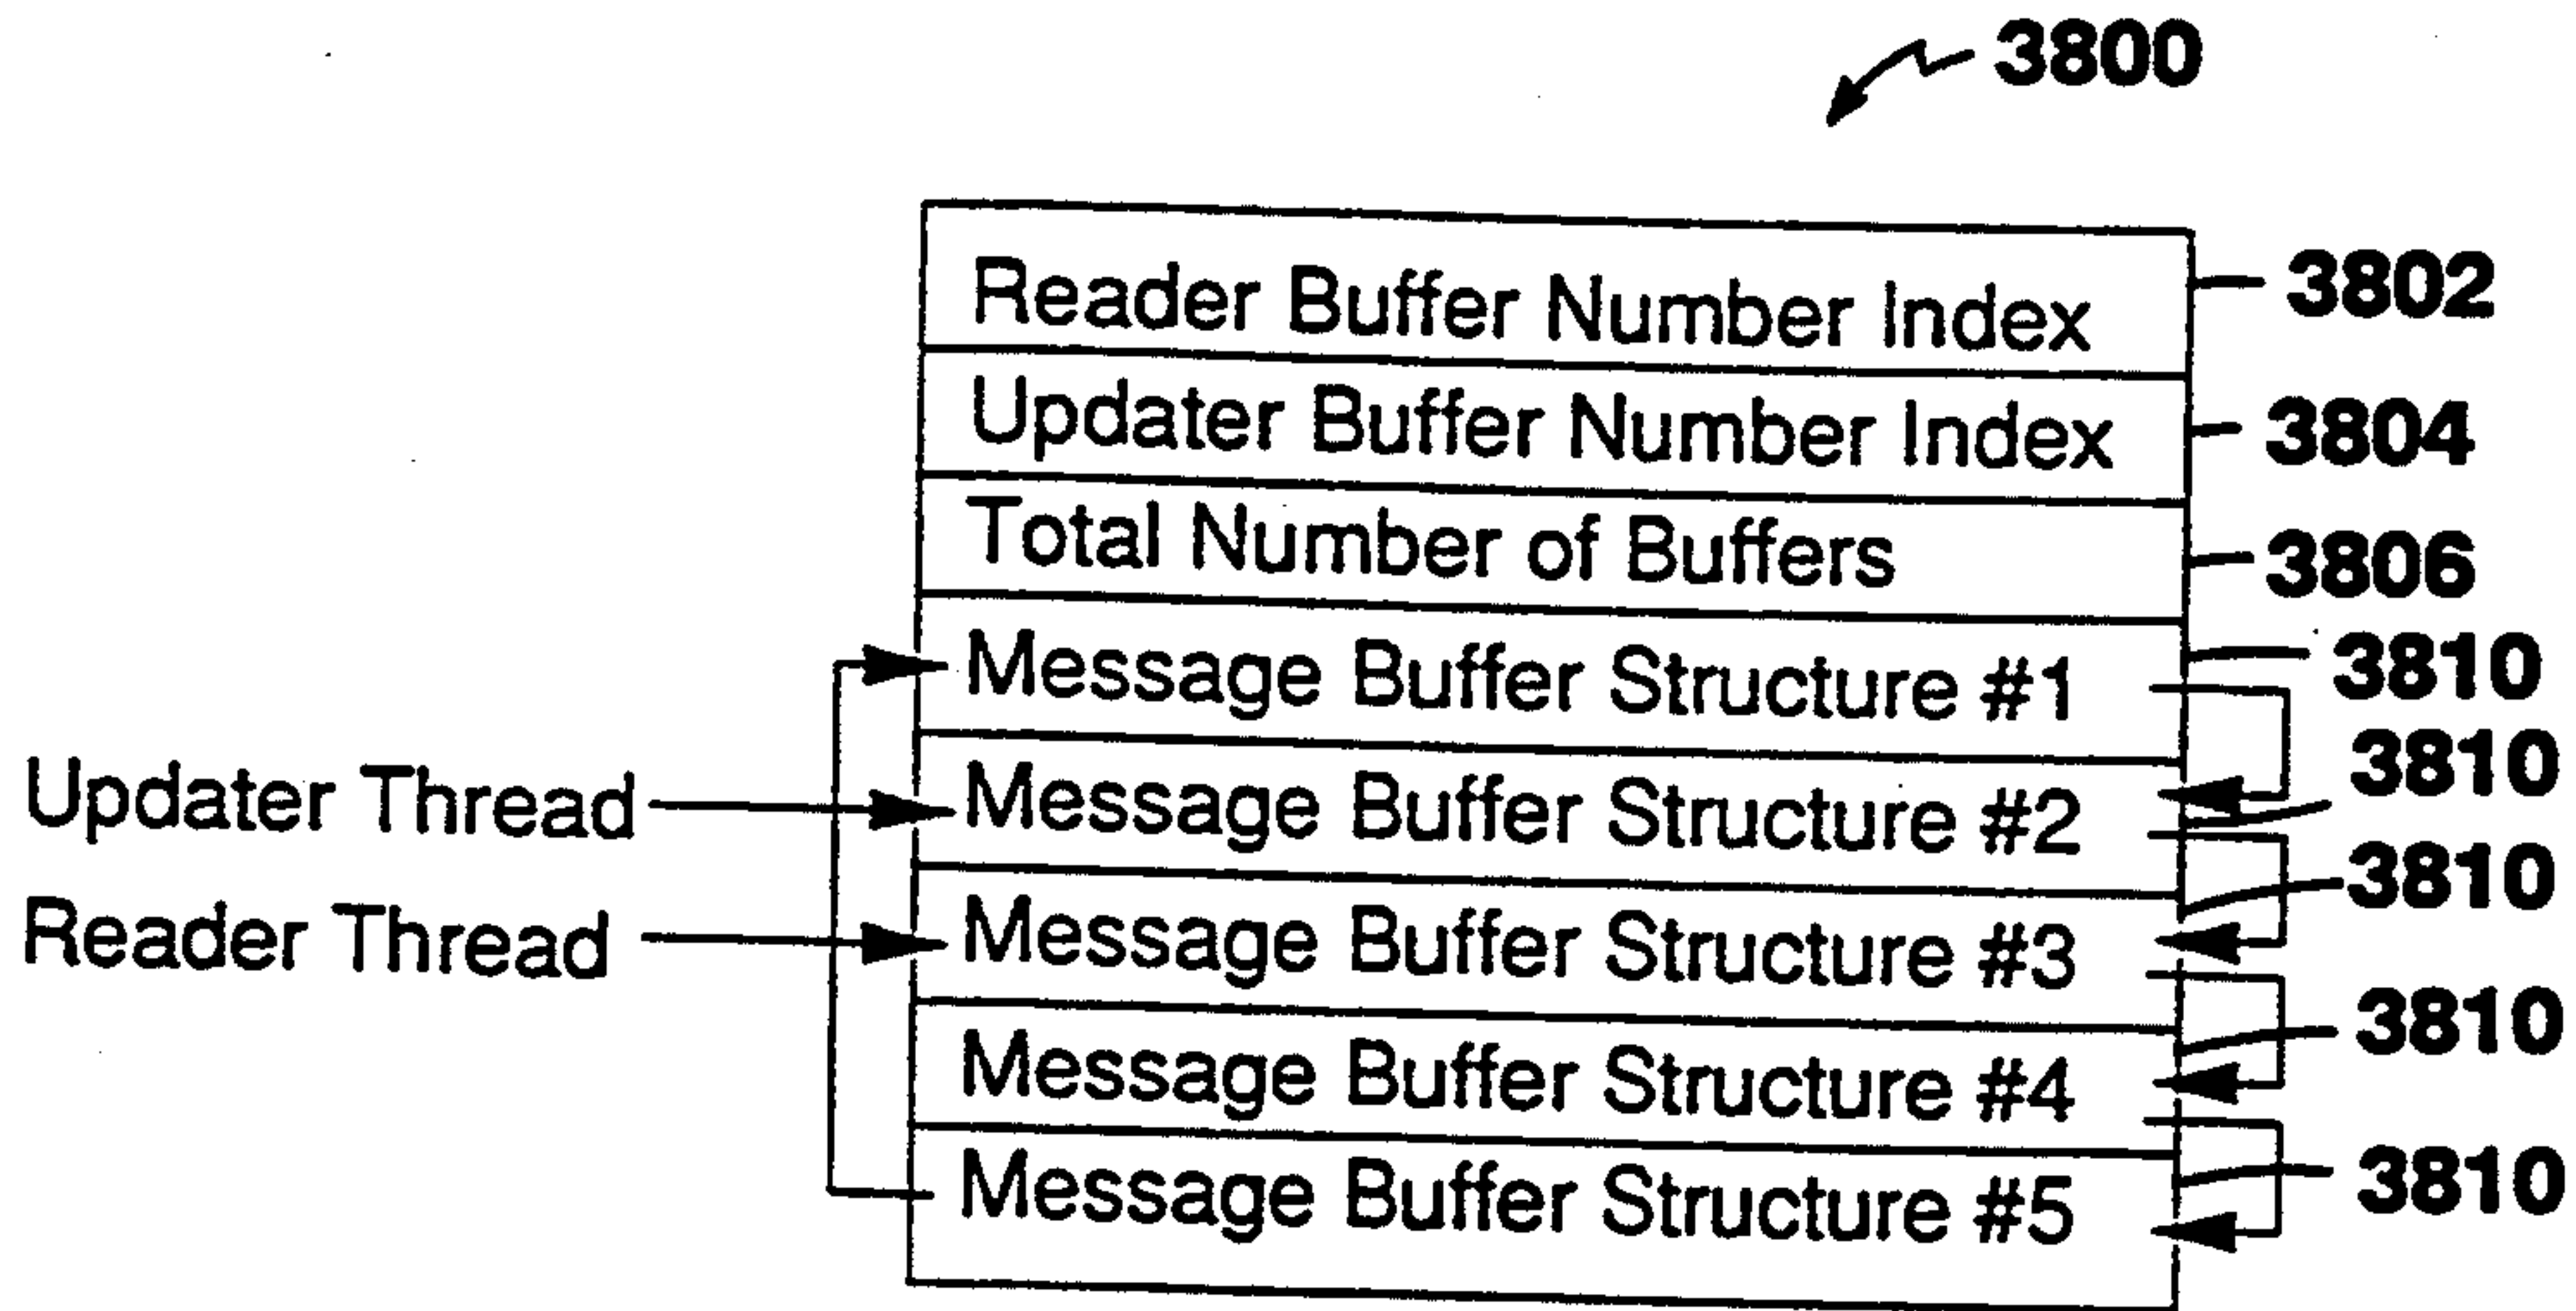 3800
Reader Buffer Number Index
3802
Updater Buffer Number Index
3804
Total Number of Buffers
3806
Message Buffer Structure #1
3810
Updater Thread
Message Buffer Structure #2
3810
Reader Thread
Message Buffer Structure #3
3810
Message Buffer Structure #4
3810
Message Buffer Structure #5
3810